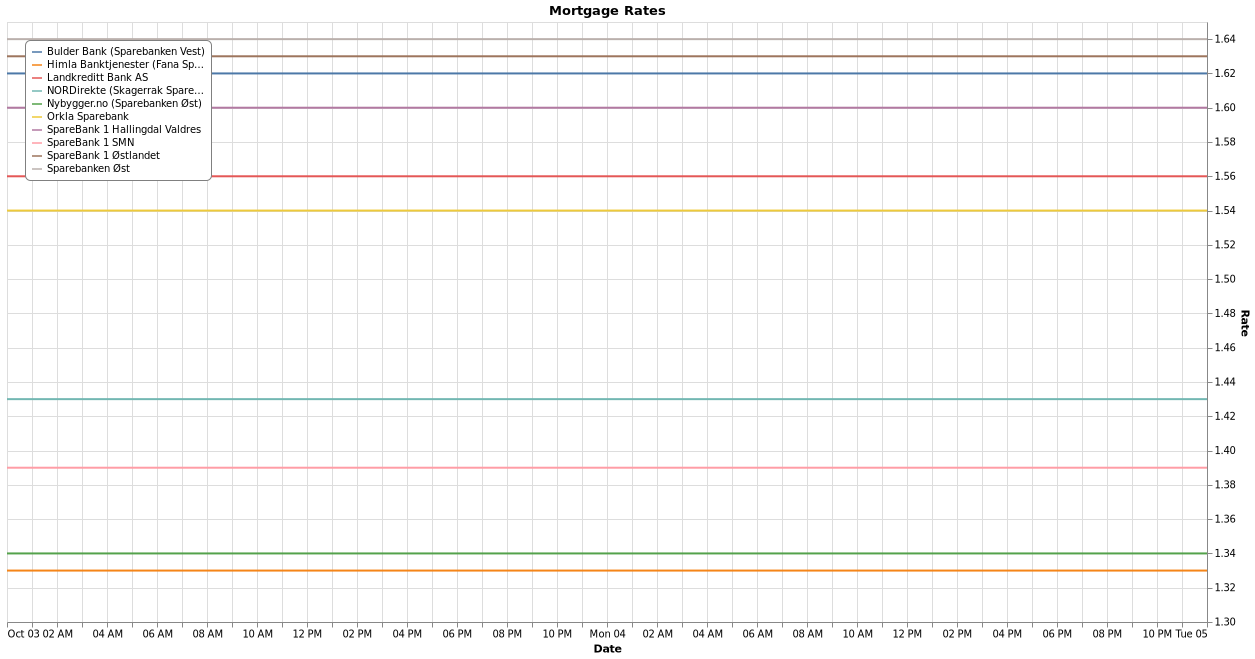 Mortgage Rates
Bulder Bank (Sparebanken Vest)
Himla Banktjenester (Fana Sp...
Landkreditt Bank AS
NORDirekte (Skagerrak Spare...
Nybygger.no (Sparebanken Øst)
Orkla Sparebank
SpareBank 1 Hallingdal Valdres
SpareBank 1 SMN
SpareBank 1 Østlandet
Sparebanken Øst
1.64
1.62
1.60
1.58
1.56
1.54
1.52
1.50
1.48
1.46
1.44
1.42
1.40
1.38
1.36
1.34
1.32
1.30
Rate
Oct 03 02 AM 04 AM 06 AM 08 AM 10 AM 12 PM 02 PM 04 PM 06 PM 08 PM 10 PM Mon 04 02 AM 04 AM 06 AM 08 AM 10 AM 12 PM 02 PM 04 PM 06 PM 08 PM 10 PM Tue 05
Date